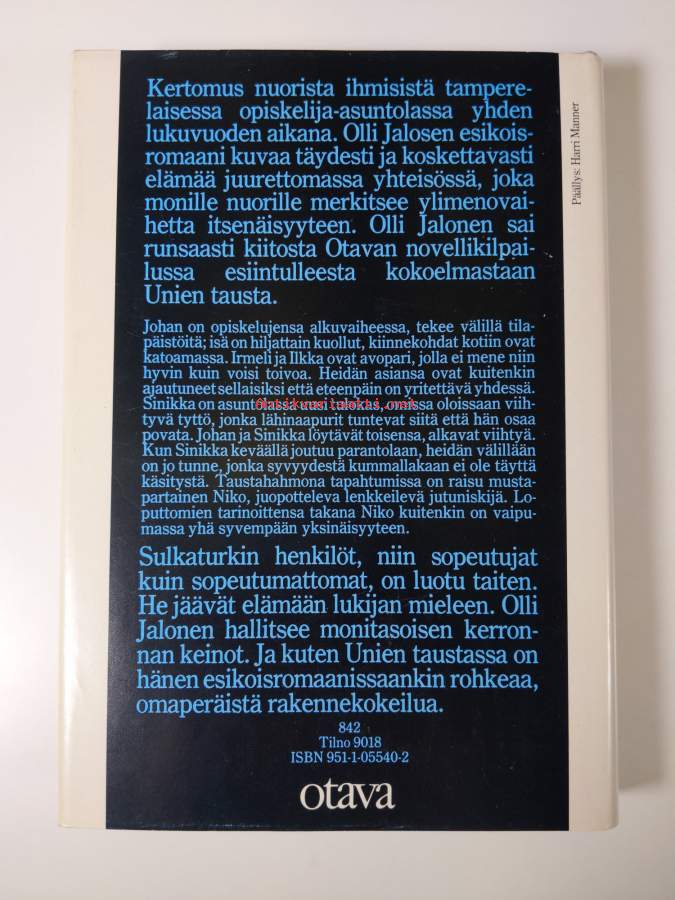 Kertomus nuorista ihmisistä tampere-
laisessa opiskelija-asuntolassa yhden
lukuvuoden aikana. Olli Jalosen esikois-
romaani kuvaa täydesti ja koskettavasti
elämää juurettomassa yhteisössä, joka
monille nuorille merkitsee ylimenovai-
hetta itsenäisyyteen. Olli Jalonen sai
runsaasti kiitosta Otavan novellikilpai-
lussa esiintulleesta kokoelmastaan
Unien tausta.
Johan on opiskelujensa alkuvaiheessa, tekee välillä tila-
päistöitä; isä on hiljattain kuollut, kiinnekohdat kotiin ovat
katoamassa. Irmeli ja Ilkka ovat avopari, jolla ei mene niin
hyvin kuin voisi toivoa. Heidän asiansa ovat kuitenkin
ajautuneet sellaisiksi että eteenpäin on yritettävä yhdessä.
Sinikka on asuntolassa uusi talokas, omissa oloissaan viih-
tyvä tyttö, jonka lähinaapurit tuntevat siitä että hän osaa
povata. Johan ja Sinikka löytävät toisensa, alkavat viihtyä.
Kun Sinikka keväällä joutuu parantolaan, heidän välillään
on jo tunne, jonka syvyydestä kummallakaan ei ole täyttä
käsitystä. Taustahahmona tapahtumissa on raisu musta-
partainen Niko, juopotteleva lenkkeilevä jutuniskijä. Lo-
puttomien tarinoittensa takana Niko kuitenkin on vaipu-
massa yhä syvempään yksinäisyyteen.
Sulkaturkin henkilöt, niin sopeutujat
kuin sopeutumattomat, on luotu taiten.
He jäävät elämään lukijan mieleen. Olli
Jalonen hallitsee monitasoisen kerron-
nan keinot. Ja kuten Unien taustassa on
hänen esikoisromaanissaankin rohkeaa,
omaperäistä rakennekokeilua.
842
Tilno 9018
ISBN 951-1-05540-2
otava
Päällys: Harri Manner